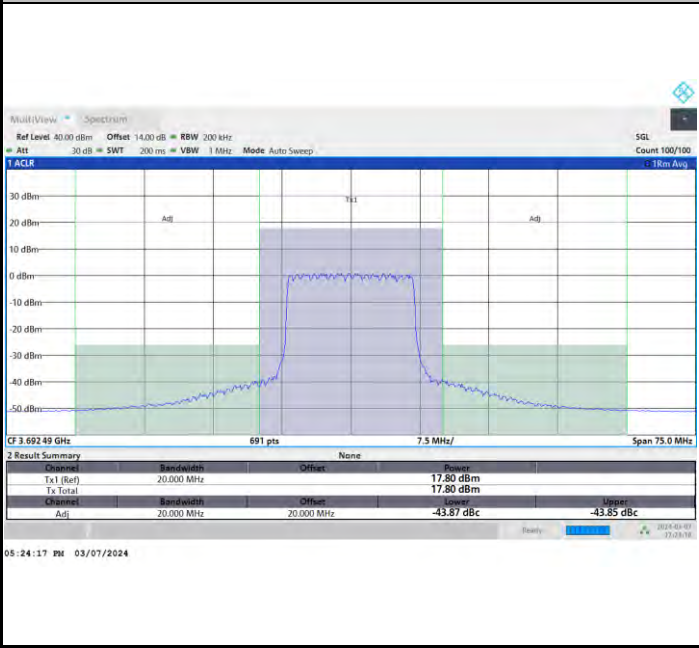 MultiView Spectrum
Ref Level 40.00 dBm Offset 14.00 dB RBW 200 kHz SGL
Att 30 dB SWT 200 ms VBW 1 MHz Mode Auto Sweep Count 100/100
1 ACLR 1Rm Avg
Tx1
30 dBm
Adj Adj
20 dBm
10 dBm
0 dBm
-10 dBm
-20 dBm
-30 dBm
-40 dBm
-50 dBm
CF 3.692 49 GHz 691 pts 7.5 MHz/ Span 75.0 MHz
2 Result Summary None
Channel Bandwidth Offset Power
Tx1 (Ref) 20.000 MHz 17.80 dBm
Tx Total 17.80 dBm
Channel Bandwidth Offset Lower Upper
Adj 20.000 MHz 20.000 MHz -43.87 dBc -43.85 dBc
Ready
05:24:17 PM 03/07/2024